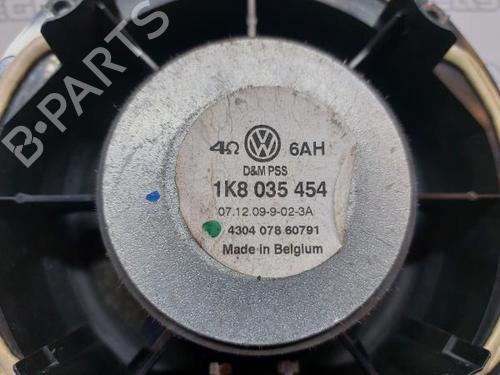 4Ω 6AH
D&M PSS
1K8 035 454
07.12.09-9-02-3A
4304 078 60791
Made in Belgium
B-PARTS